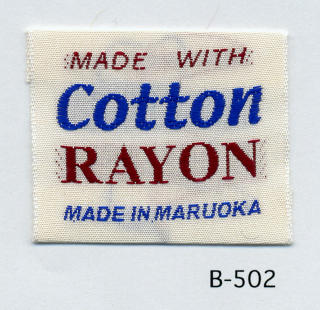 MADE WITH
Cotton
RAYON
MADE IN MARUOKA
B-502